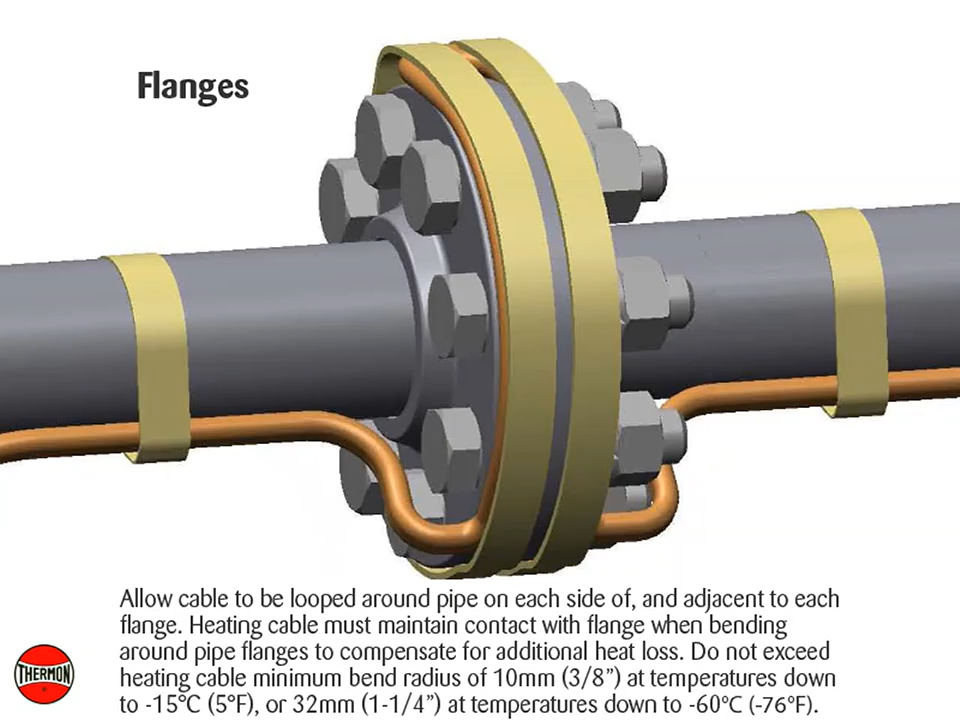 Flanges
Allow cable to be looped around pipe on each side of, and adjacent to each
flange. Heating cable must maintain contact with flange when bending
around pipe flanges to compensate for additional heat loss. Do not exceed
heating cable minimum bend radius of 10mm (3/8”) at temperatures down
to -15°C (5°F), or 32mm (1-1/4”) at temperatures down to -60°C (-76°F).
THERMON
®